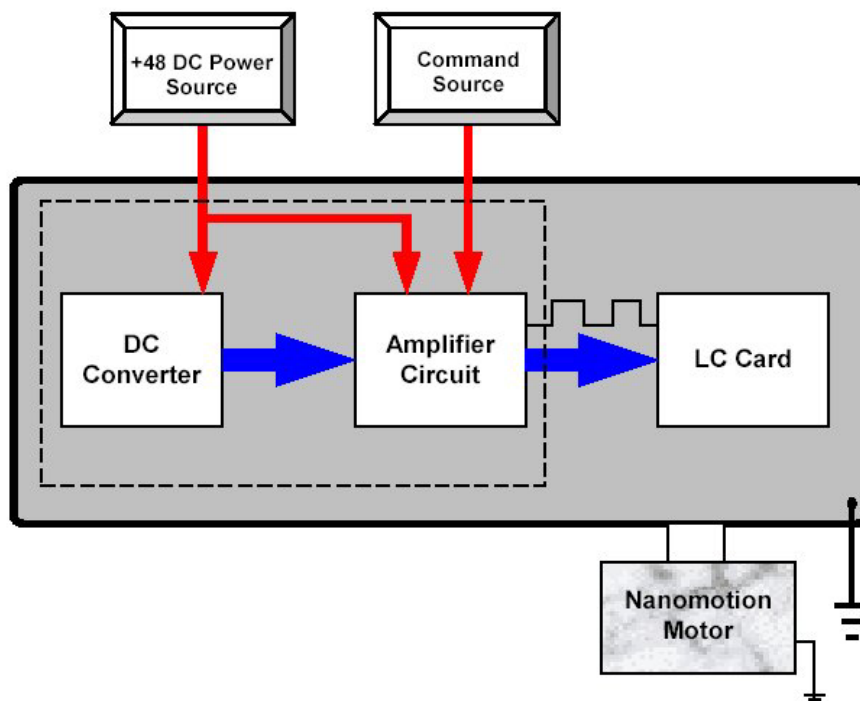 +48 DC Power
Source
Command
Source
DC
Converter
Amplifier
Circuit
LC Card
Nanomotion
Motor